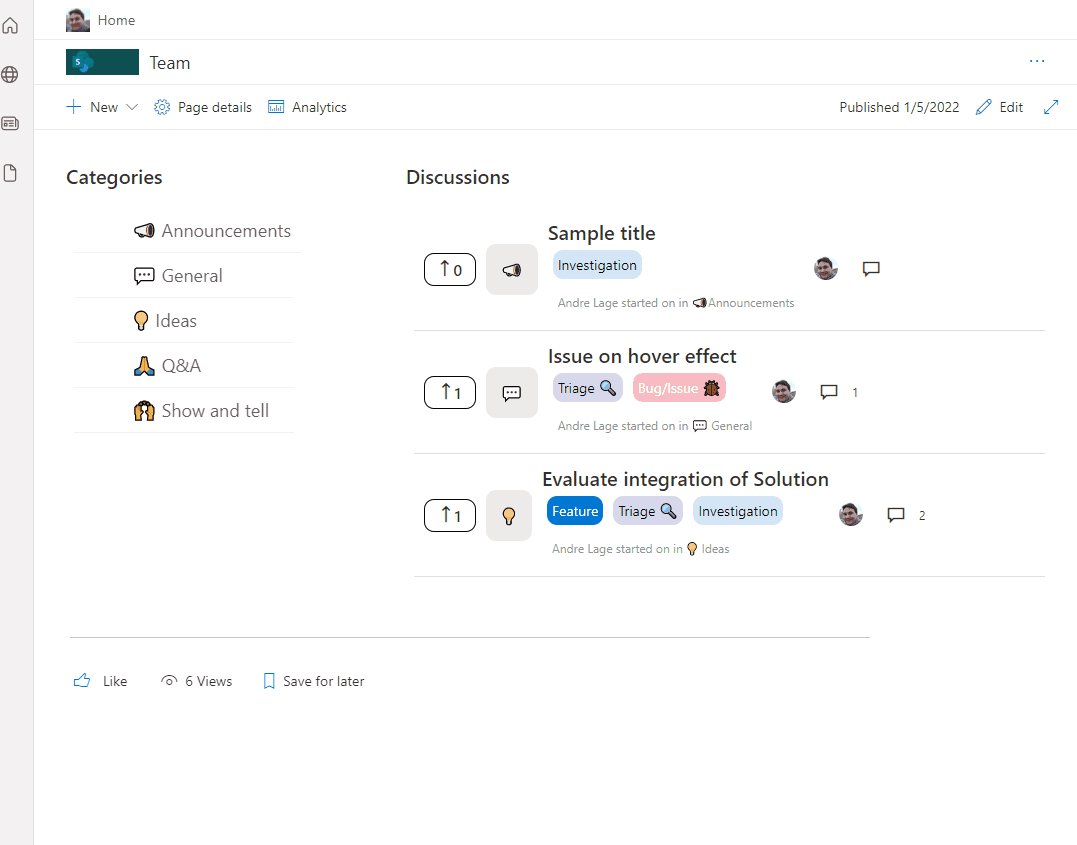 Home
S
Team
...
New
Page details
Analytics
Published 1/5/2022
Edit
Categories
Announcements
General
Ideas
Q&A
Show and tell
Discussions
Sample title
↑0
Investigation
Andre Lage started on in Announcements
Issue on hover effect
↑1
Triage
Bug/Issue
1
Andre Lage started on in General
Evaluate integration of Solution
↑1
Feature
Triage
Investigation
2
Andre Lage started on in Ideas
Like
6 Views
Save for later